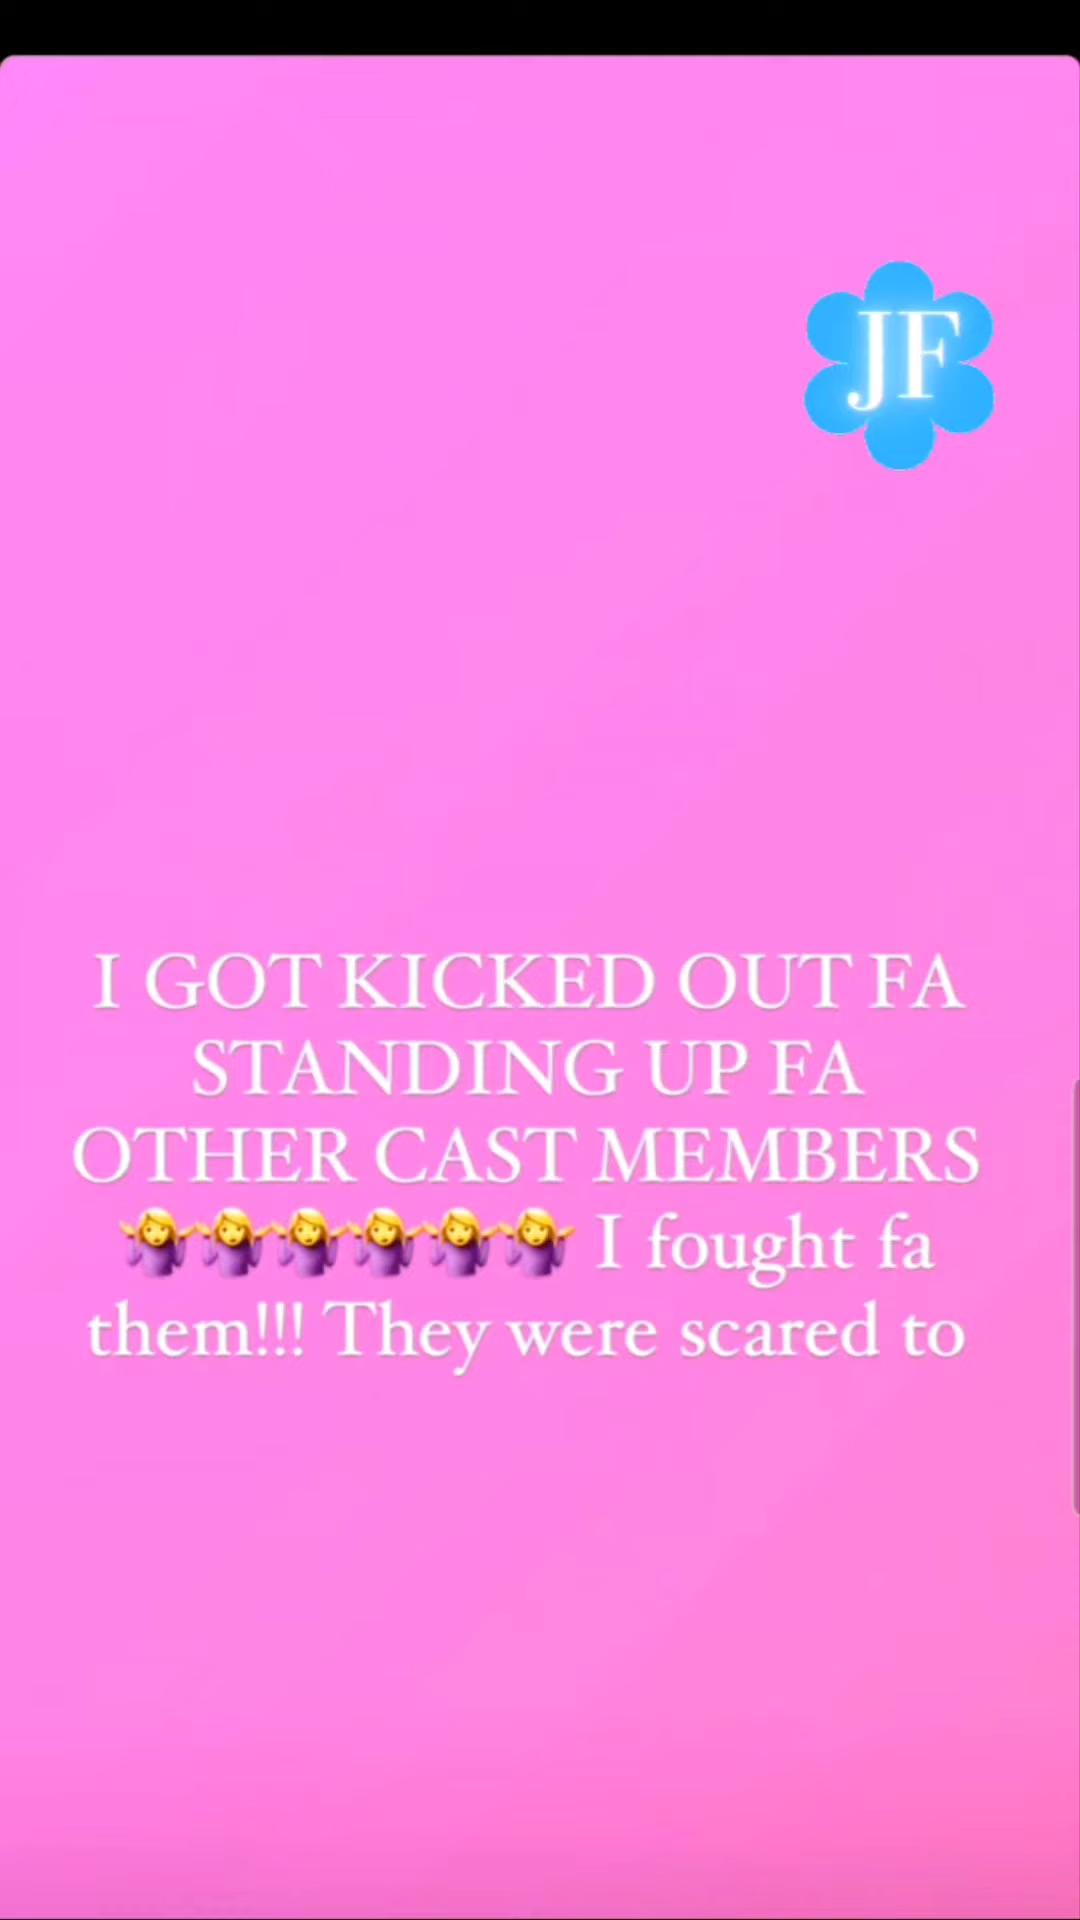 JF
I GOT KICKED OUT FA
STANDING UP FA
OTHER CAST MEMBERS
🤷‍♀️🤷‍♀️🤷‍♀️🤷‍♀️🤷‍♀️🤷‍♀️ I fought fa
them!!! They were scared to